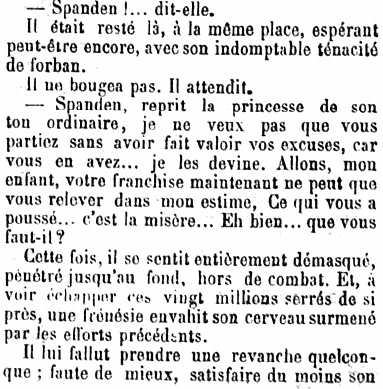 — Spanden !... dit-elle.
Il était resté là, à la même place, espérant
peut-être encore, avec son indomptable ténacité
de forban.
Il ne bougea pas. Il attendit.
— Spanden, reprit la princesse de son
ton ordinaire, je ne veux pas que vous
partiez sans avoir fait valoir vos excuses, car
vous en avez... je les devine. Allons, mon
enfant, votre franchise maintenant ne peut que
vous relever dans mon estime, Ce qui vous a
poussé... c'est la misère... Eh bien... que vous
faut-il ?
Cette fois, il se sentit entièrement démasqué,
pénétré jusqu'au fond, hors de combat. Et, à
voir échapper ces vingt millions serrés de si
près, une frénésie envahit son cerveau surmené
par les efforts précédents.
Il lui fallut prendre une revanche quelcon-
que ; faute de mieux, satisfaire du moins son